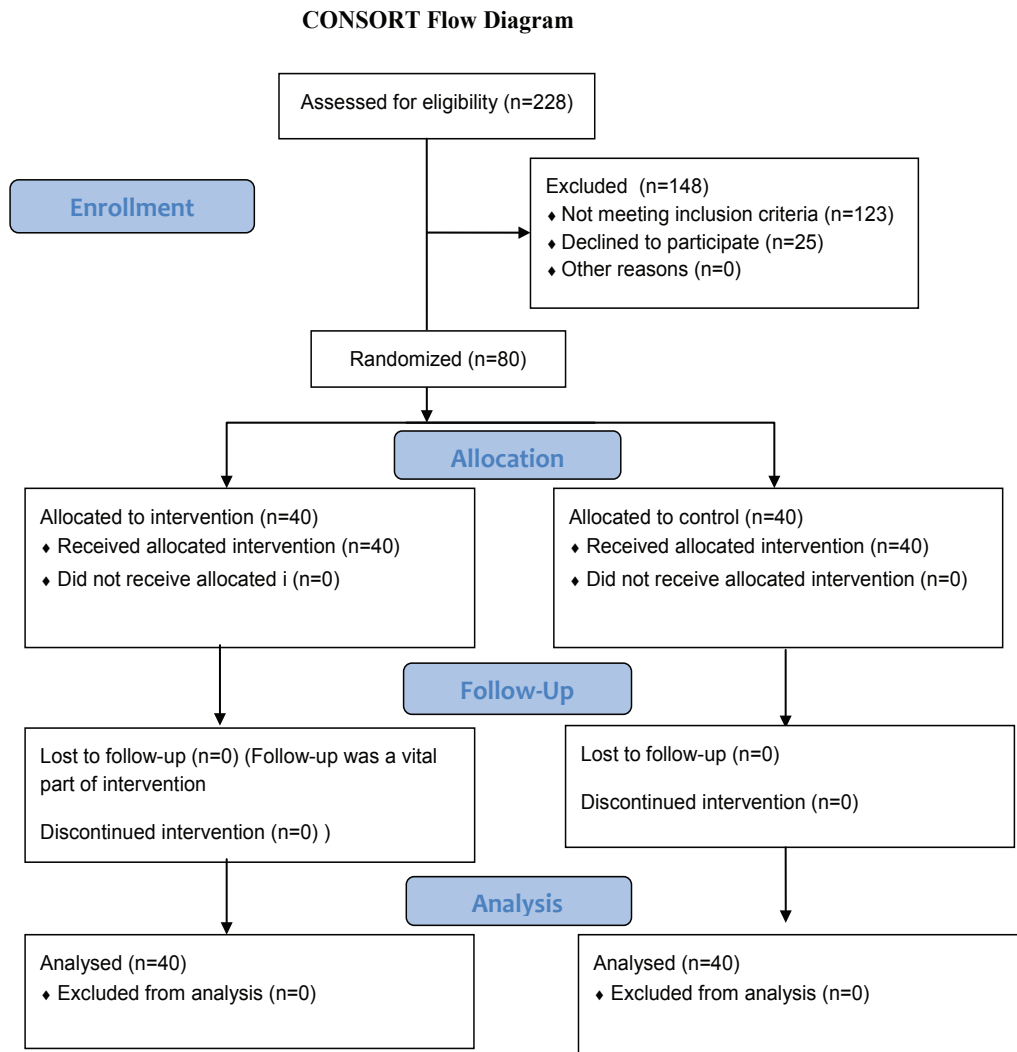 CONSORT Flow Diagram
Assessed for eligibility (n=228)
Enrollment
Excluded (n=148)
♦ Not meeting inclusion criteria (n=123)
♦ Declined to participate (n=25)
♦ Other reasons (n=0)
Randomized (n=80)
Allocation
Allocated to intervention (n=40)
♦ Received allocated intervention (n=40)
♦ Did not receive allocated i (n=0)
Allocated to control (n=40)
♦ Received allocated intervention (n=40)
♦ Did not receive allocated intervention (n=0)
Follow-Up
Lost to follow-up (n=0) (Follow-up was a vital
part of intervention
Discontinued intervention (n=0) )
Lost to follow-up (n=0)
Discontinued intervention (n=0)
Analysis
Analysed (n=40)
♦ Excluded from analysis (n=0)
Analysed (n=40)
♦ Excluded from analysis (n=0)